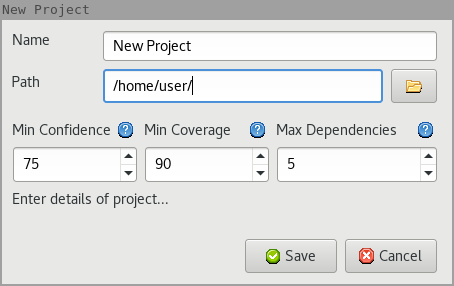 New Project
Name
New Project
Path
/home/user/
Min Confidence ? Min Coverage ? Max Dependencies ?
75 90 5
Enter details of project...
Save Cancel